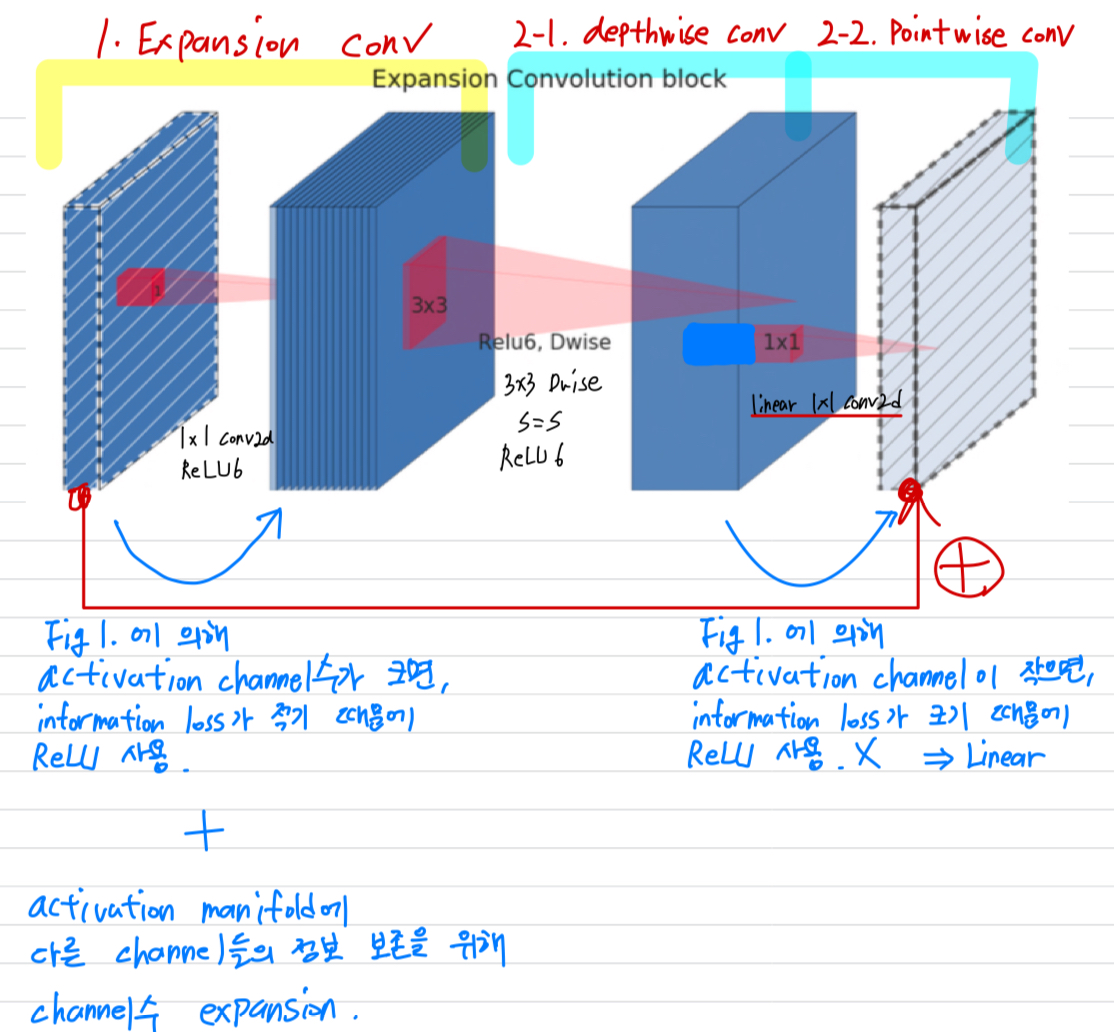 1. Expansion conv
2-1. depthwise conv
2-2. Pointwise conv
Expansion Convolution block
1
3x3
Relu6, Dwise
1x1
3x3 Dwise
s=s
ReLU6
linear 1x1 conv2d
1x1 conv2d
ReLU6
+
Fig 1. 에 의해
activation channel수가 크면,
information loss가 적기 때문에
ReLU 사용.
+
activation manifold에
다른 channel들의 정보 보존을 위해
channel수 expansion.
Fig 1. 에 의해
activation channel이 작으면,
information loss가 크기 때문에
ReLU 사용. X ⇒ Linear